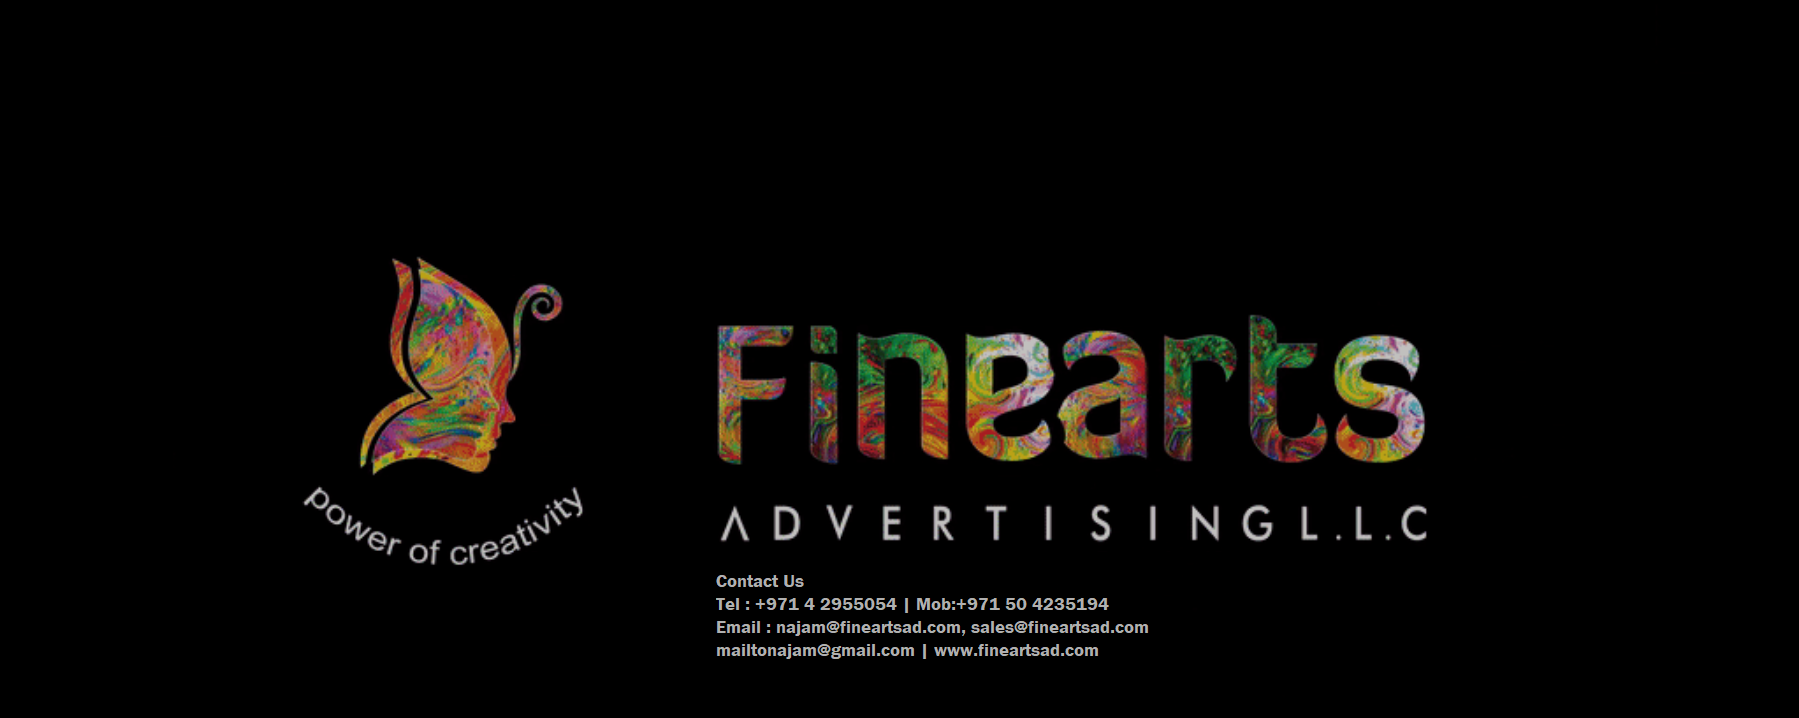 power of creativity
Finearts
ADVERTISING L.L.C
Contact Us
Tel : +971 4 2955054 | Mob:+971 50 4235194
Email : najam@fineartsad.com, sales@fineartsad.com
mailtonajam@gmail.com | www.fineartsad.com